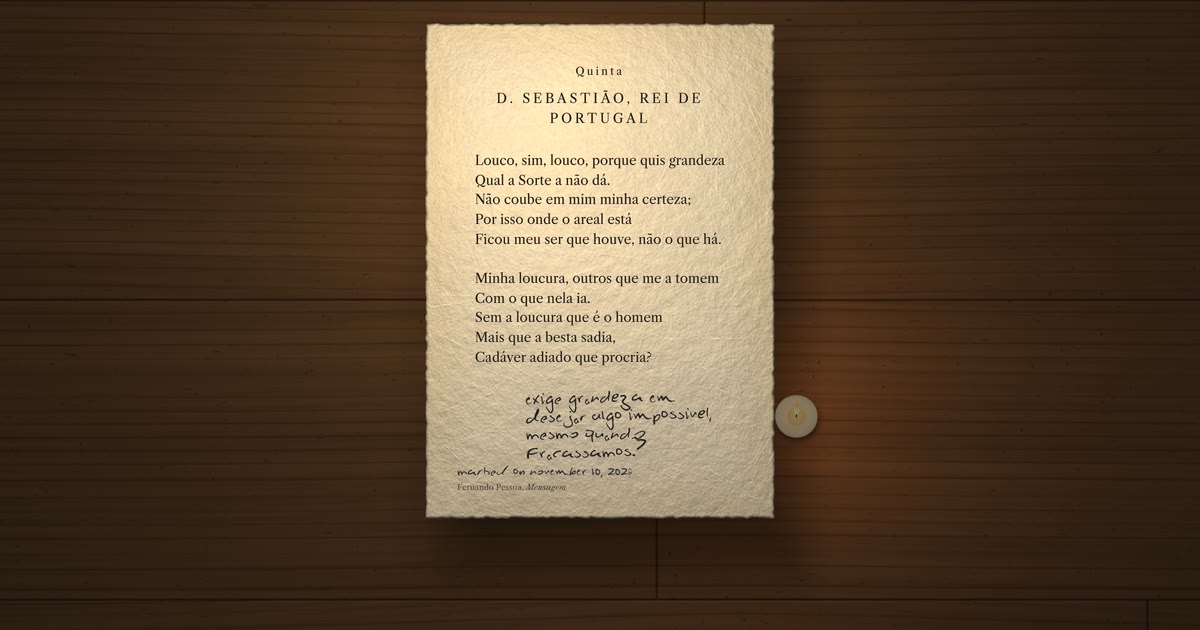 Quinta
D. SEBASTIÃO, REI DE
PORTUGAL
Louco, sim, louco, porque quis grandeza
Qual a Sorte a não dá.
Não coube em mim minha certeza;
Por isso onde o areal está
Ficou meu ser que houve, não o que há.
Minha loucura, outros que me a tomem
Com o que nela ia.
Sem a loucura que é o homem
Mais que a besta sadia,
Cadáver adiado que procria?
exige grandeza em
desejar algo impossivel,
mesmo quando
Fracassamos.
on november 10,
Fernando Pessoa, Mensagem